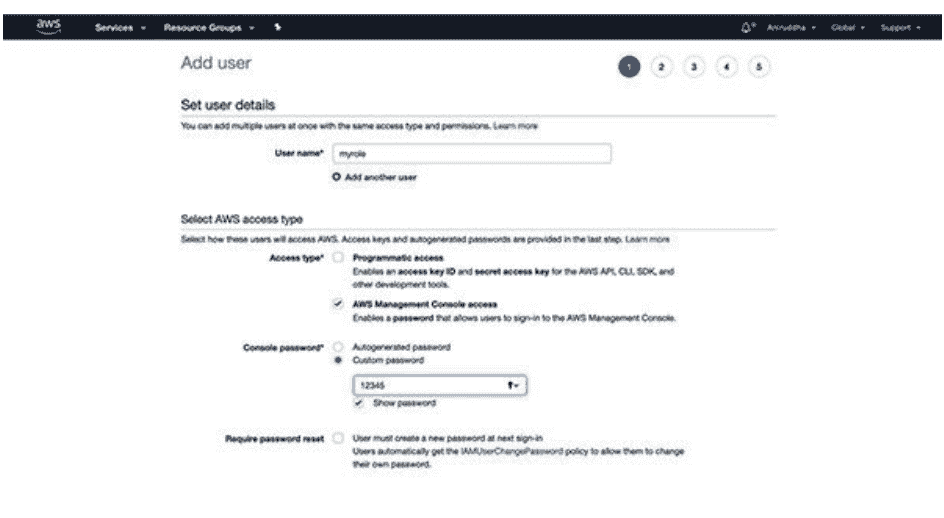 aws Services Resource Groups Aniruddha Global Support
Add user 1 2 3 4 5
Set user details
You can add multiple users at once with the same access type and permissions. Learn more
User name* myrole
Add another user
Select AWS access type
Select how these users will access AWS. Access keys and autogenerated passwords are provided in the last step. Learn more
Access type* Programmatic access
Enables an access key ID and secret access key for the AWS API, CLI, SDK, and
other development tools.
AWS Management Console access
Enables a password that allows users to sign-in to the AWS Management Console.
Console password* Autogenerated password
Custom password
12345
Show password
Require password reset User must create a new password at next sign-in
Users automatically get the IAMUserChangePassword policy to allow them to change
their own password.